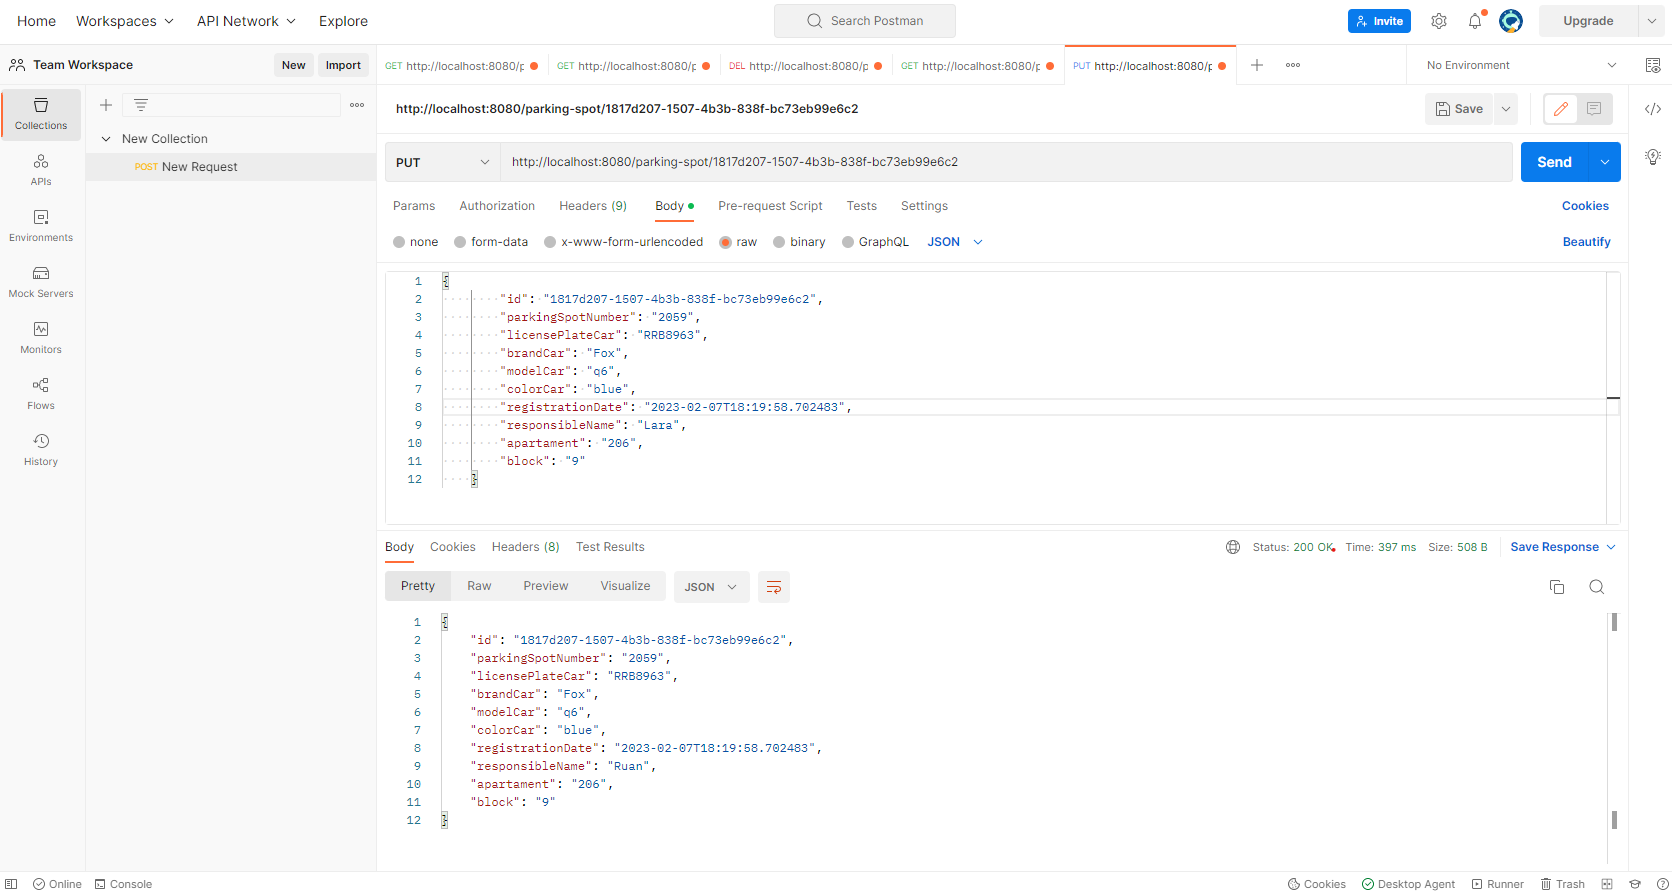 Home Workspaces API Network Explore Search Postman Invite Upgrade
Team Workspace New Import GET http://localhost:8080/p GET http://localhost:8080/p DEL http://localhost:8080/p GET http://localhost:8080/p PUT http://localhost:8080/p No Environment
Collections
APIs
Environments
Mock Servers
Monitors
Flows
History
New Collection
POST New Request
http://localhost:8080/parking-spot/1817d207-1507-4b3b-838f-bc73eb99e6c2 Save
PUT http://localhost:8080/parking-spot/1817d207-1507-4b3b-838f-bc73eb99e6c2 Send
Params Authorization Headers (9) Body Pre-request Script Tests Settings Cookies
none form-data x-www-form-urlencoded raw binary GraphQL JSON Beautify
1 {
2 "id": "1817d207-1507-4b3b-838f-bc73eb99e6c2",
3 "parkingSpotNumber": "2059",
4 "licensePlateCar": "RRB8963",
5 "brandCar": "Fox",
6 "modelCar": "q6",
7 "colorCar": "blue",
8 "registrationDate": "2023-02-07T18:19:58.702483",
9 "responsibleName": "Lara",
10 "apartament": "206",
11 "block": "9"
12 }
Body Cookies Headers (8) Test Results Status: 200 OK Time: 397 ms Size: 508 B Save Response
Pretty Raw Preview Visualize JSON
1 {
2 "id": "1817d207-1507-4b3b-838f-bc73eb99e6c2",
3 "parkingSpotNumber": "2059",
4 "licensePlateCar": "RRB8963",
5 "brandCar": "Fox",
6 "modelCar": "q6",
7 "colorCar": "blue",
8 "registrationDate": "2023-02-07T18:19:58.702483",
9 "responsibleName": "Ruan",
10 "apartament": "206",
11 "block": "9"
12 }
Online Console Cookies Desktop Agent Runner Trash